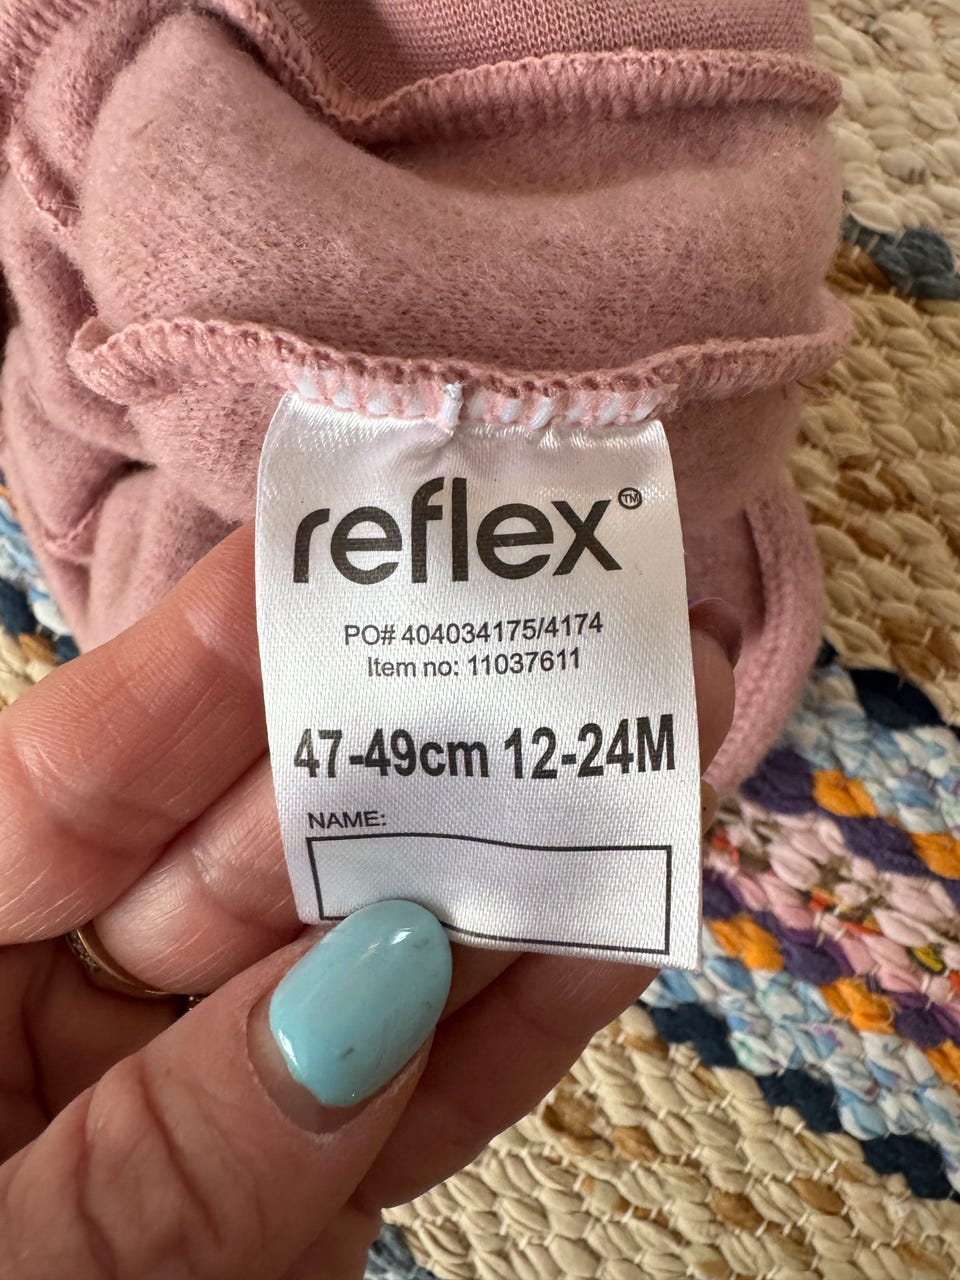 reflex™
PO# 404034175/4174
Item no: 11037611
47-49cm 12-24M
NAME: